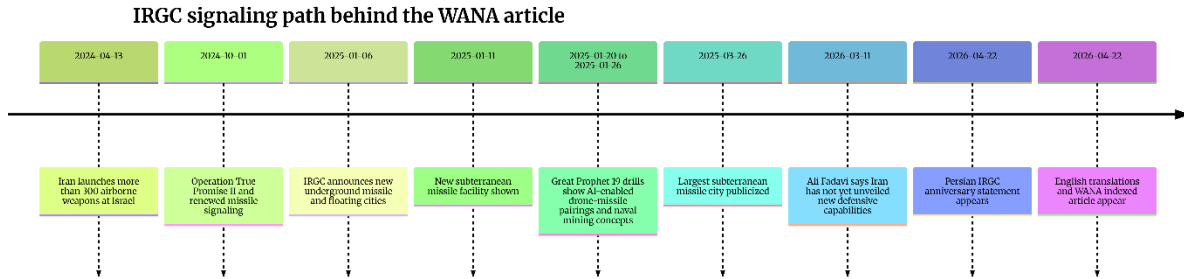 IRGC signaling path behind the WANA article
2024-04-13
2024-10-01
2025-01-06
2025-01-11
2025-01-20 to
2025-01-26
2025-03-26
2026-03-11
2026-04-22
2026-04-22
Iran launches more
than 300 airborne
weapons at Israel
Operation True
Promise II and
renewed missile
signaling
IRGC announces new
underground missile
and floating cities
New subterranean
missile facility shown
Great Prophet 19 drills
show AI-enabled
drone-missile
pairings and naval
mining concepts
Largest subterranean
missile city publicized
Ali Fadavi says Iran
has not yet unveiled
new defensive
capabilities
Persian IRGC
anniversary statement
appears
English translations
and WANA indexed
article appear